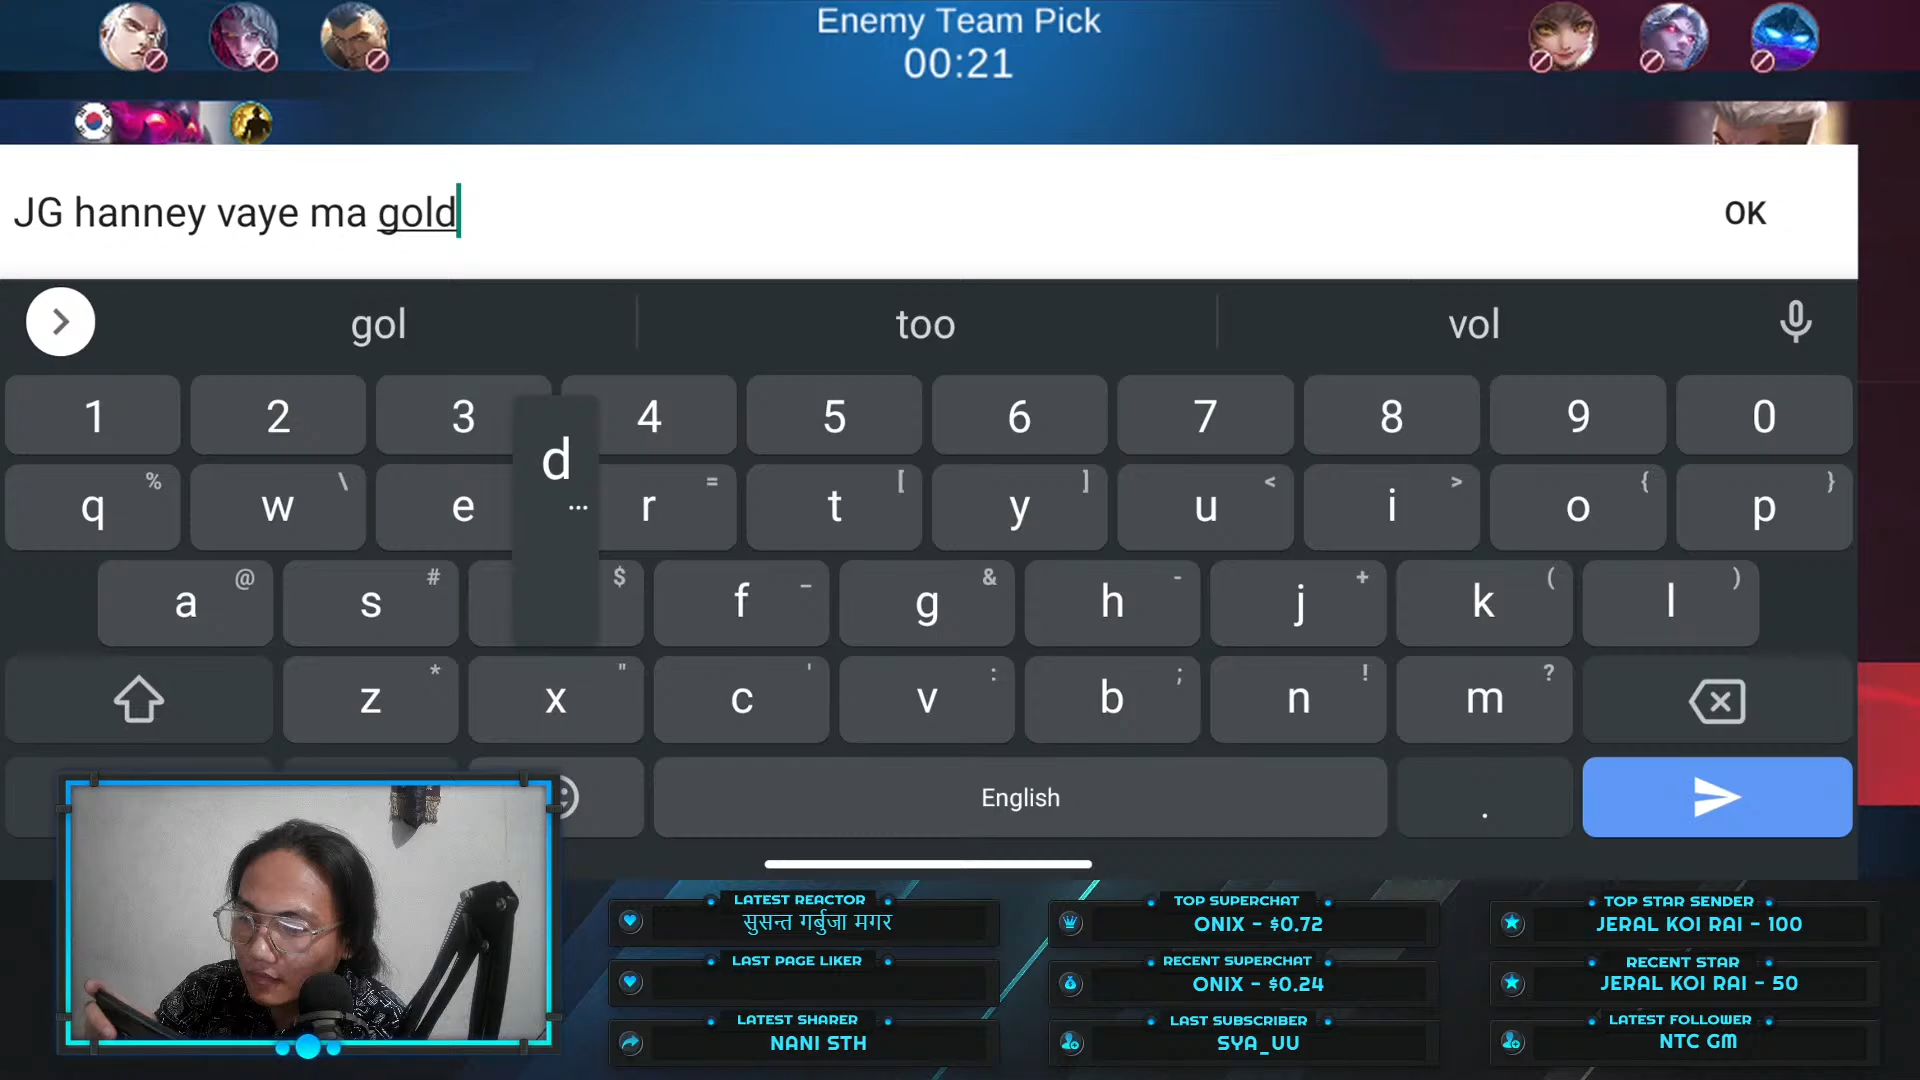 Enemy Team Pick
00:21
JG hanney vaye ma gold
OK
gol too vol
1 2 3 4 5 6 7 8 9 0
d
...
q % w \ e r = t [ y ] u < i > o { p }
a @ s # $ f _ g & h - j + k ( l )
z * x " c ' v : b ; n ! m ?
English .
LATEST REACTOR
सुसन्त गर्बुजा मगर
LAST PAGE LIKER
LATEST SHARER
NANI STH
TOP SUPERCHAT
ONIX - $0.72
RECENT SUPERCHAT
ONIX - $0.24
LAST SUBSCRIBER
SYA_UU
TOP STAR SENDER
JERAL KOI RAI - 100
RECENT STAR
JERAL KOI RAI - 50
LATEST FOLLOWER
NTC GM